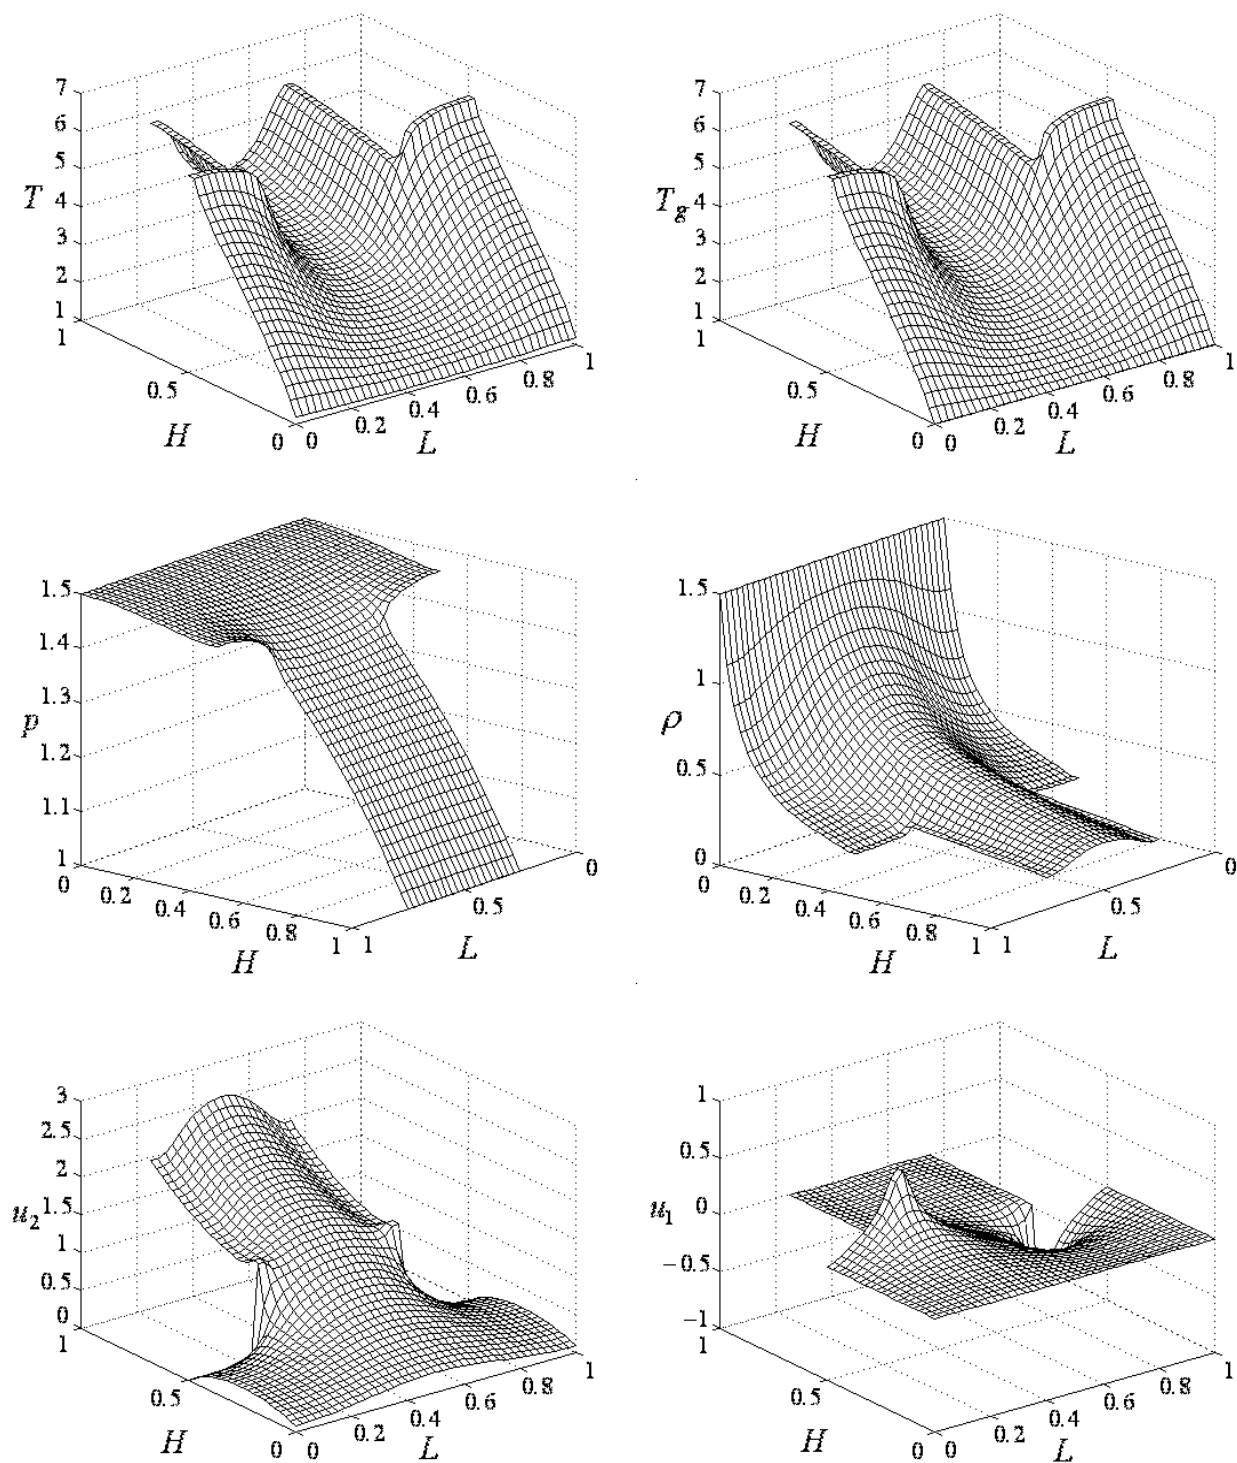 7 7
6 6
5 5
T 4 T_g 4
3 3
2 2
1 1
1 1 1 1
0.8 0.8
0.5 0.6 0.5 0.6
0.4 0.4
H 0.2 H 0.2
0 0 L 0 0 L
1.5 1.5
1.4
1.3 1
p ρ
1.2
1.1 0.5
1 0
0 0 0 0
0.2 0.2
0.4 0.5 0.4 0.5
0.6 0.6
0.8 0.8
H 1 1 L H 1 1 L
3 1
2.5
2 0.5
u_2 1.5 u_1 0
1
0.5 −0.5
0 −1
1 1 1 1
0.8 0.8
0.5 0.6 0.5 0.6
0.4 0.4
H 0.2 H 0.2
0 0 L 0 0 L